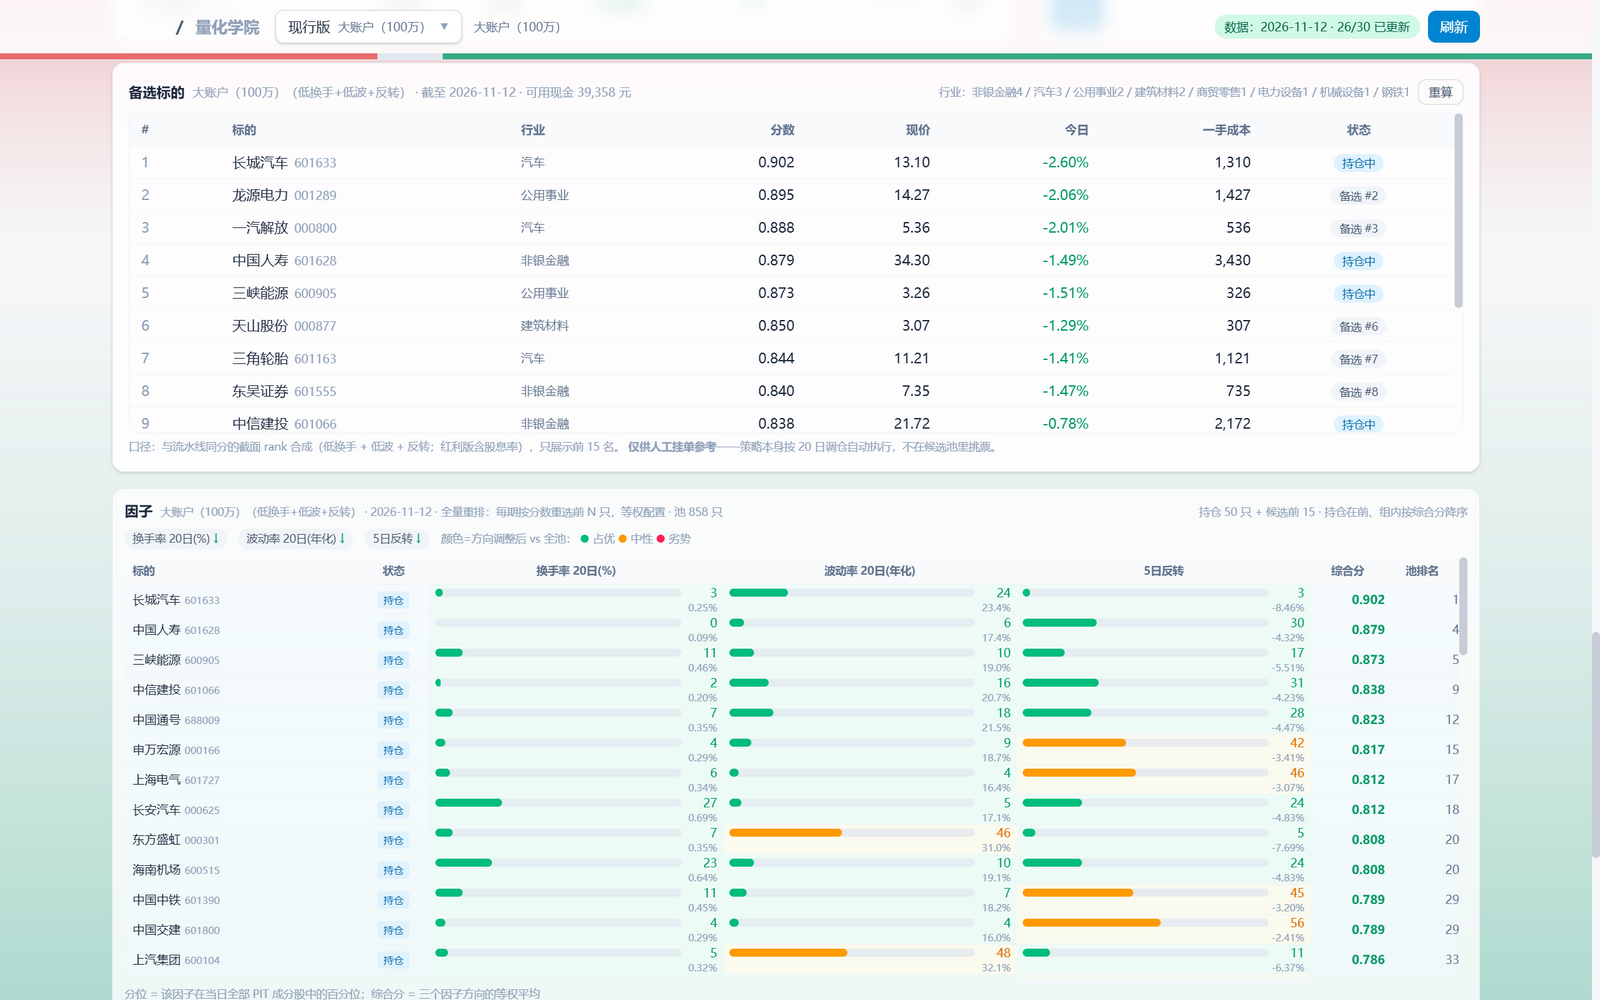 / 量化学院 现行版 大账户（100万） ▼ 大账户（100万） 数据：2026-11-12 · 26/30 已更新 刷新
备选标的 大账户（100万）（低换手+低波+反转）· 截至 2026-11-12 · 可用现金 39,358 元 行业：非银金融4 / 汽车3 / 公用事业2 / 建筑材料2 / 商贸零售1 / 电力设备1 / 机械设备1 / 钢铁1 重算
# 标的 行业 分数 现价 今日 一手成本 状态
1 长城汽车 601633 汽车 0.902 13.10 -2.60% 1,310 持仓中
2 龙源电力 001289 公用事业 0.895 14.27 -2.06% 1,427 备选 #2
3 一汽解放 000800 汽车 0.888 5.36 -2.01% 536 备选 #3
4 中国人寿 601628 非银金融 0.879 34.30 -1.49% 3,430 持仓中
5 三峡能源 600905 公用事业 0.873 3.26 -1.51% 326 持仓中
6 天山股份 000877 建筑材料 0.850 3.07 -1.29% 307 备选 #6
7 三角轮胎 601163 汽车 0.844 11.21 -1.41% 1,121 备选 #7
8 东吴证券 601555 非银金融 0.840 7.35 -1.47% 735 备选 #8
9 中信建投 601066 非银金融 0.838 21.72 -0.78% 2,172 持仓中
口径：与流水线同分的截面 rank 合成（低换手 + 低波 + 反转；红利版含股息率），只展示前 15 名。仅供人工挂单参考——策略本身按 20 日调仓自动执行，不在候选池里挑票。
因子 大账户（100万）（低换手+低波+反转）· 2026-11-12 · 全量重排：每期按分数重选前 N 只，等权配置 · 池 858 只 持仓 50 只 + 候选前 15 · 持仓在前、组内按综合分降序
换手率 20日(%) ↓ 波动率 20日(年化) ↓ 5日反转 ↓ 颜色=方向调整后 vs 全池： 占优 中性 劣势
标的 状态 换手率 20日(%) 波动率 20日(年化) 5日反转 综合分 池排名
长城汽车 601633 持仓 3 0.25% 24 23.4% 3 -8.46% 0.902 1
中国人寿 601628 持仓 0 0.09% 6 17.4% 30 -4.32% 0.879 4
三峡能源 600905 持仓 11 0.46% 10 19.0% 17 -5.51% 0.873 5
中信建投 601066 持仓 2 0.20% 16 20.7% 31 -4.23% 0.838 9
中国通号 688009 持仓 7 0.35% 18 21.5% 28 -4.47% 0.823 12
申万宏源 000166 持仓 4 0.29% 9 18.7% 42 -3.41% 0.817 15
上海电气 601727 持仓 6 0.34% 4 16.4% 46 -3.07% 0.812 17
长安汽车 000625 持仓 27 0.69% 5 17.1% 24 -4.83% 0.812 18
东方盛虹 000301 持仓 7 0.35% 46 31.0% 5 -7.69% 0.808 20
海南机场 600515 持仓 23 0.64% 10 19.1% 24 -4.83% 0.808 20
中国中铁 601390 持仓 11 0.45% 7 18.2% 45 -3.20% 0.789 29
中国交建 601800 持仓 4 0.29% 4 16.0% 56 -2.41% 0.789 29
上汽集团 600104 持仓 5 0.32% 48 32.1% 11 -6.37% 0.786 33
分位 = 该因子在当日全部 PIT 成分股中的百分位；综合分 = 三个因子方向的等权平均